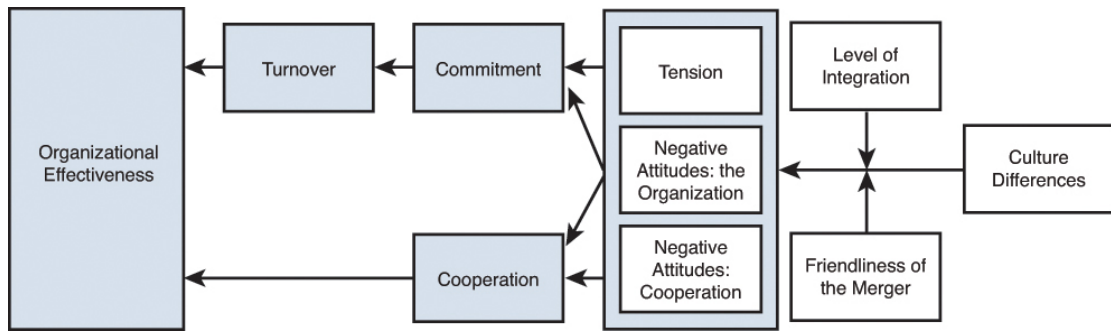 Organizational
Effectiveness
Turnover
Commitment
Cooperation
Tension
Negative
Attitudes: the
Organization
Negative
Attitudes:
Cooperation
Level of
Integration
Friendliness of
the Merger
Culture
Differences